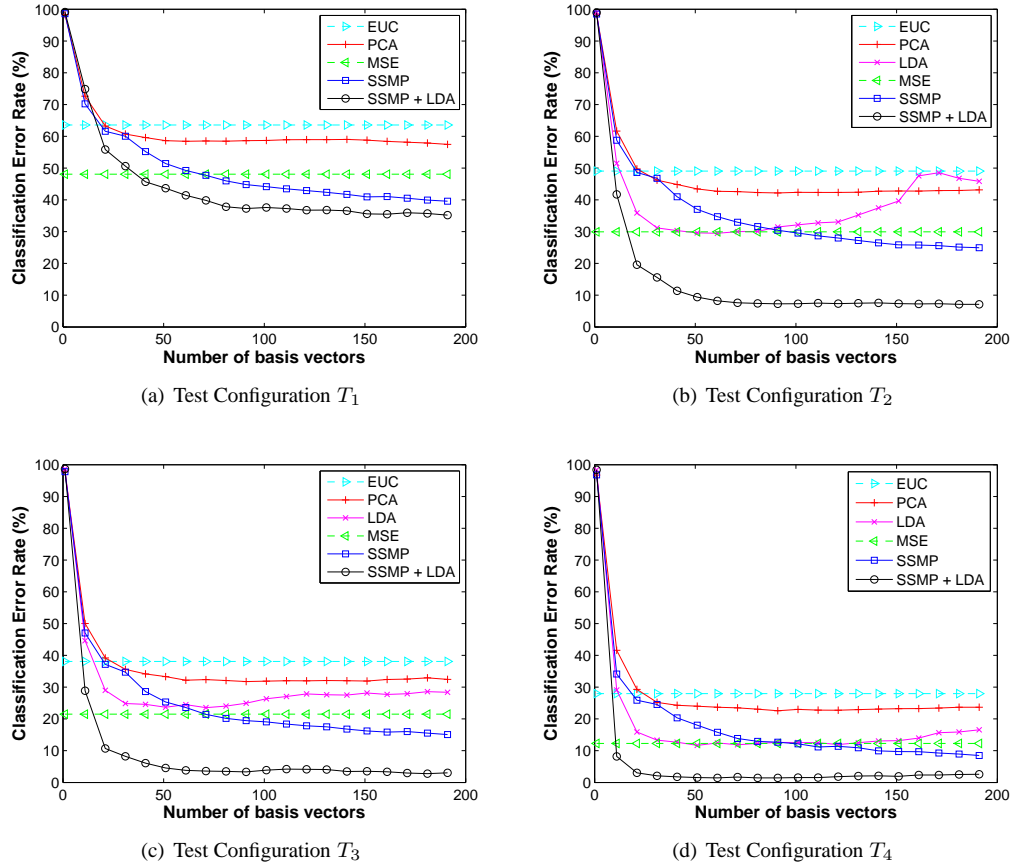 100
90
80
70
60
50
40
30
20
10
0
Classification Error Rate (%)
EUC
PCA
MSE
SSMP
SSMP + LDA
0 50 100 150 200
Number of basis vectors
(a) Test Configuration T1
100
90
80
70
60
50
40
30
20
10
0
Classification Error Rate (%)
EUC
PCA
LDA
MSE
SSMP
SSMP + LDA
0 50 100 150 200
Number of basis vectors
(b) Test Configuration T2
100
90
80
70
60
50
40
30
20
10
0
Classification Error Rate (%)
EUC
PCA
LDA
MSE
SSMP
SSMP + LDA
0 50 100 150 200
Number of basis vectors
(c) Test Configuration T3
100
90
80
70
60
50
40
30
20
10
0
Classification Error Rate (%)
EUC
PCA
LDA
MSE
SSMP
SSMP + LDA
0 50 100 150 200
Number of basis vectors
(d) Test Configuration T4